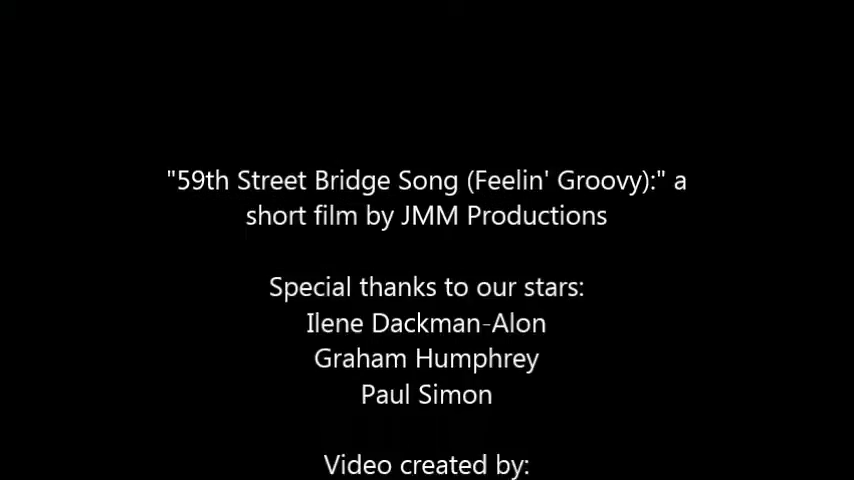 "59th Street Bridge Song (Feelin' Groovy):" a
short film by JMM Productions
Special thanks to our stars:
Ilene Dackman-Alon
Graham Humphrey
Paul Simon
Video created by: